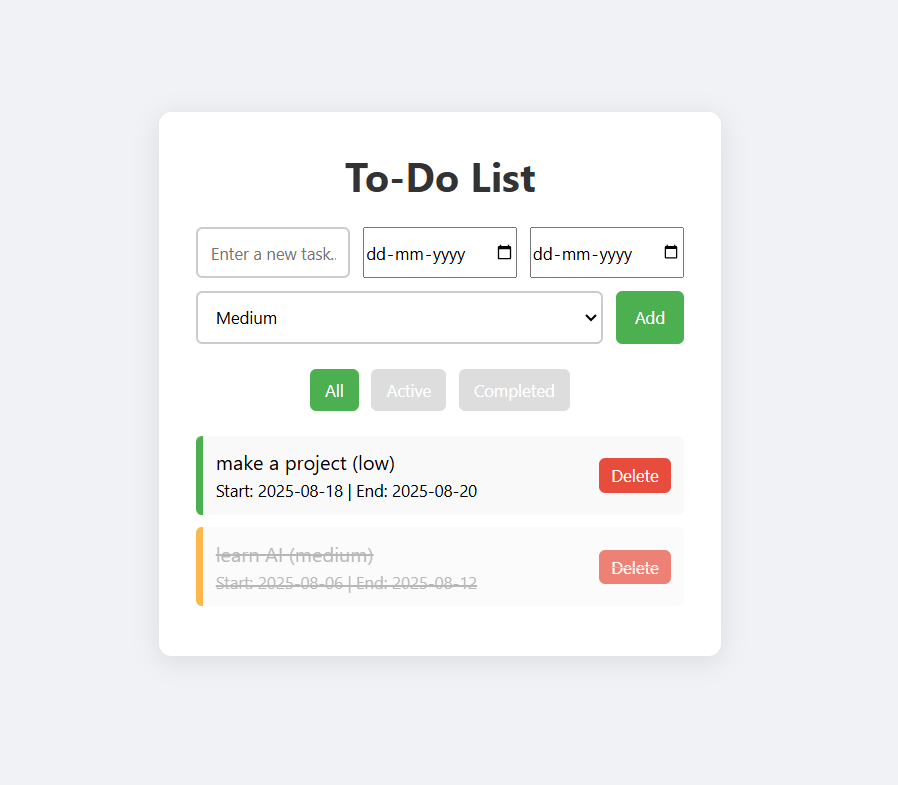 To-Do List
Enter a new task..
dd-mm-yyyy
dd-mm-yyyy
Medium
Add
All
Active
Completed
make a project (low)
Start: 2025-08-18 | End: 2025-08-20
Delete
learn AI (medium)
Start: 2025-08-06 | End: 2025-08-12
Delete